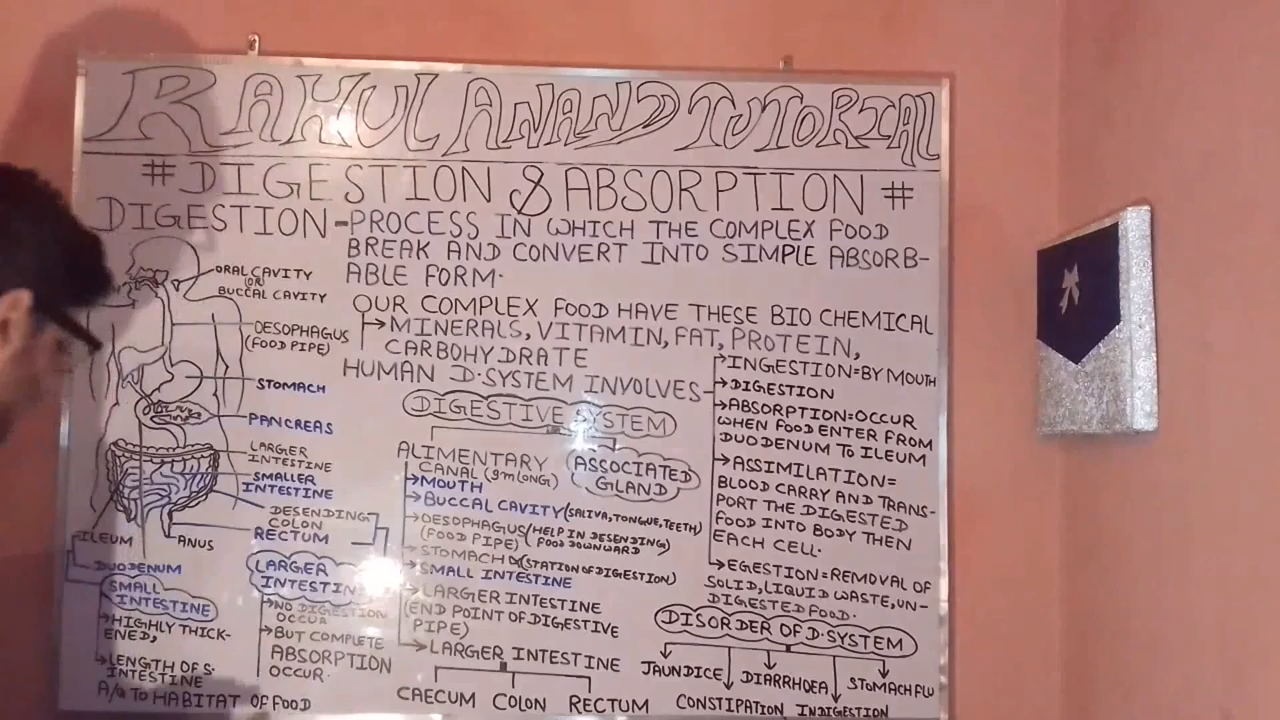 RAHUL ANAND TUTORIAL
# DIGESTION & ABSORPTION #
DIGESTION - PROCESS IN WHICH THE COMPLEX FOOD
BREAK AND CONVERT INTO SIMPLE ABSORB-
ABLE FORM.
OUR COMPLEX FOOD HAVE THESE BIO CHEMICAL
→ MINERALS, VITAMIN, FAT, PROTEIN,
CARBOHYDRATE
HUMAN D.SYSTEM INVOLVES-
→ INGESTION=BY MOUTH
→ DIGESTION
→ ABSORPTION=OCCUR
WHEN FOOD ENTER FROM
DUODENUM TO ILEUM
→ ASSIMILATION=
BLOOD CARRY AND TRANS-
PORT THE DIGESTED
FOOD INTO BODY THEN
EACH CELL.
→ EGESTION=REMOVAL OF
SOLID, LIQUID WASTE, UN-
DIGESTED FOOD.
ORAL CAVITY
OR
BUCCAL CAVITY
OESOPHAGUS
(FOOD PIPE)
STOMACH
PANCREAS
LARGER
INTESTINE
SMALLER
INTESTINE
DESENDING
COLON
RECTUM
ANUS
ILEUM
DUODENUM
SMALL
INTESTINE
→ HIGHLY THICK-
ENED,
→ LENGTH OF S.
INTESTINE
A/c TO HABITAT OF FOOD
LARGER
INTESTIN
→ NO DIGESTION
OCCUR
→ BUT COMPLETE
ABSORPTION
OCCUR.
DIGESTIVE SYSTEM
ALIMENTARY
CANAL (9m LONG)
ASSOCIATED
GLAND
→ MOUTH
→ BUCCAL CAVITY (SALIVA, TONGUE, TEETH)
→ OESOPHAGUS (HELP IN DESENDING)
(FOOD PIPE) FOOD DOWNWARD
→ STOMACH (STATION OF DIGESTION)
→ SMALL INTESTINE
→ LARGER INTESTINE
(END POINT OF DIGESTIVE
PIPE)
→ LARGER INTESTINE
CAECUM COLON RECTUM
DISORDER OF D.SYSTEM
JAUNDICE DIARRHOEA STOMACH FLU
CONSTIPATION INDIGESTION